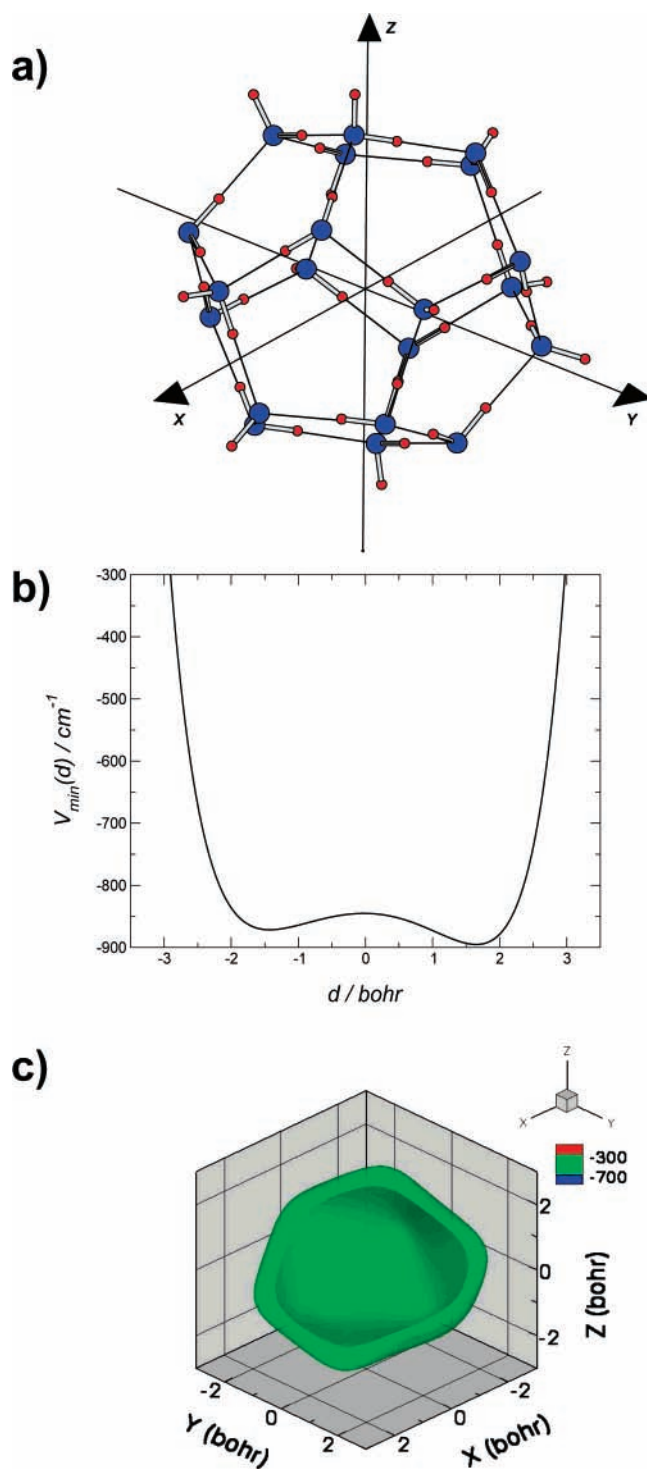 a)
Z
X
Y
b)
-300
-400
-500
-600
-700
-800
-900
V_min(d) / cm^-1
-3 -2 -1 0 1 2 3
d / bohr
c)
Z
X Y
-300
-700
2
0
-2
Z (bohr)
-2 0 2
Y (bohr)
2 0 -2
X (bohr)